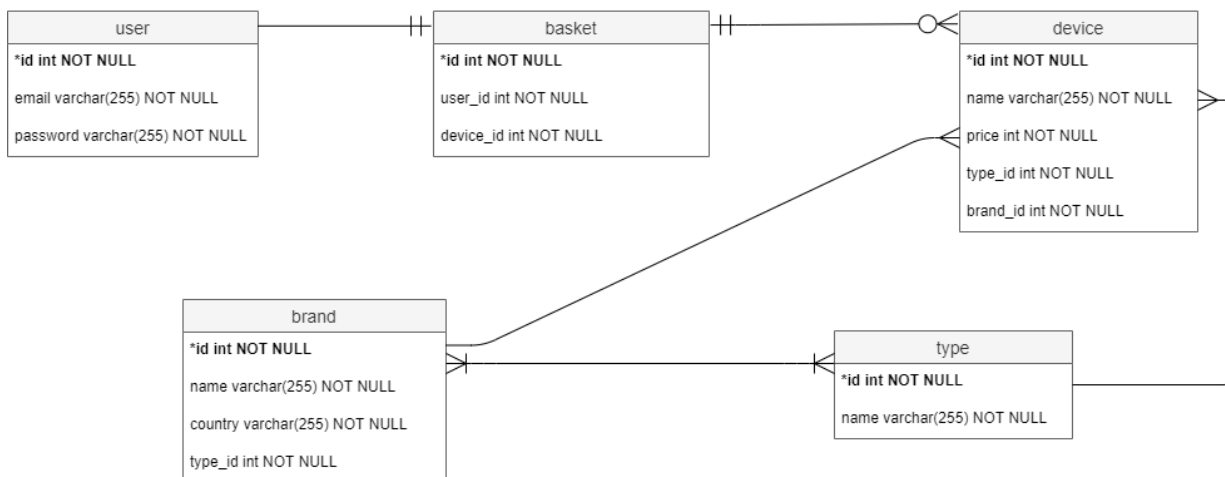 user
*id int NOT NULL
email varchar(255) NOT NULL
password varchar(255) NOT NULL
basket
*id int NOT NULL
user_id int NOT NULL
device_id int NOT NULL
device
*id int NOT NULL
name varchar(255) NOT NULL
price int NOT NULL
type_id int NOT NULL
brand_id int NOT NULL
brand
*id int NOT NULL
name varchar(255) NOT NULL
country varchar(255) NOT NULL
type_id int NOT NULL
type
*id int NOT NULL
name varchar(255) NOT NULL